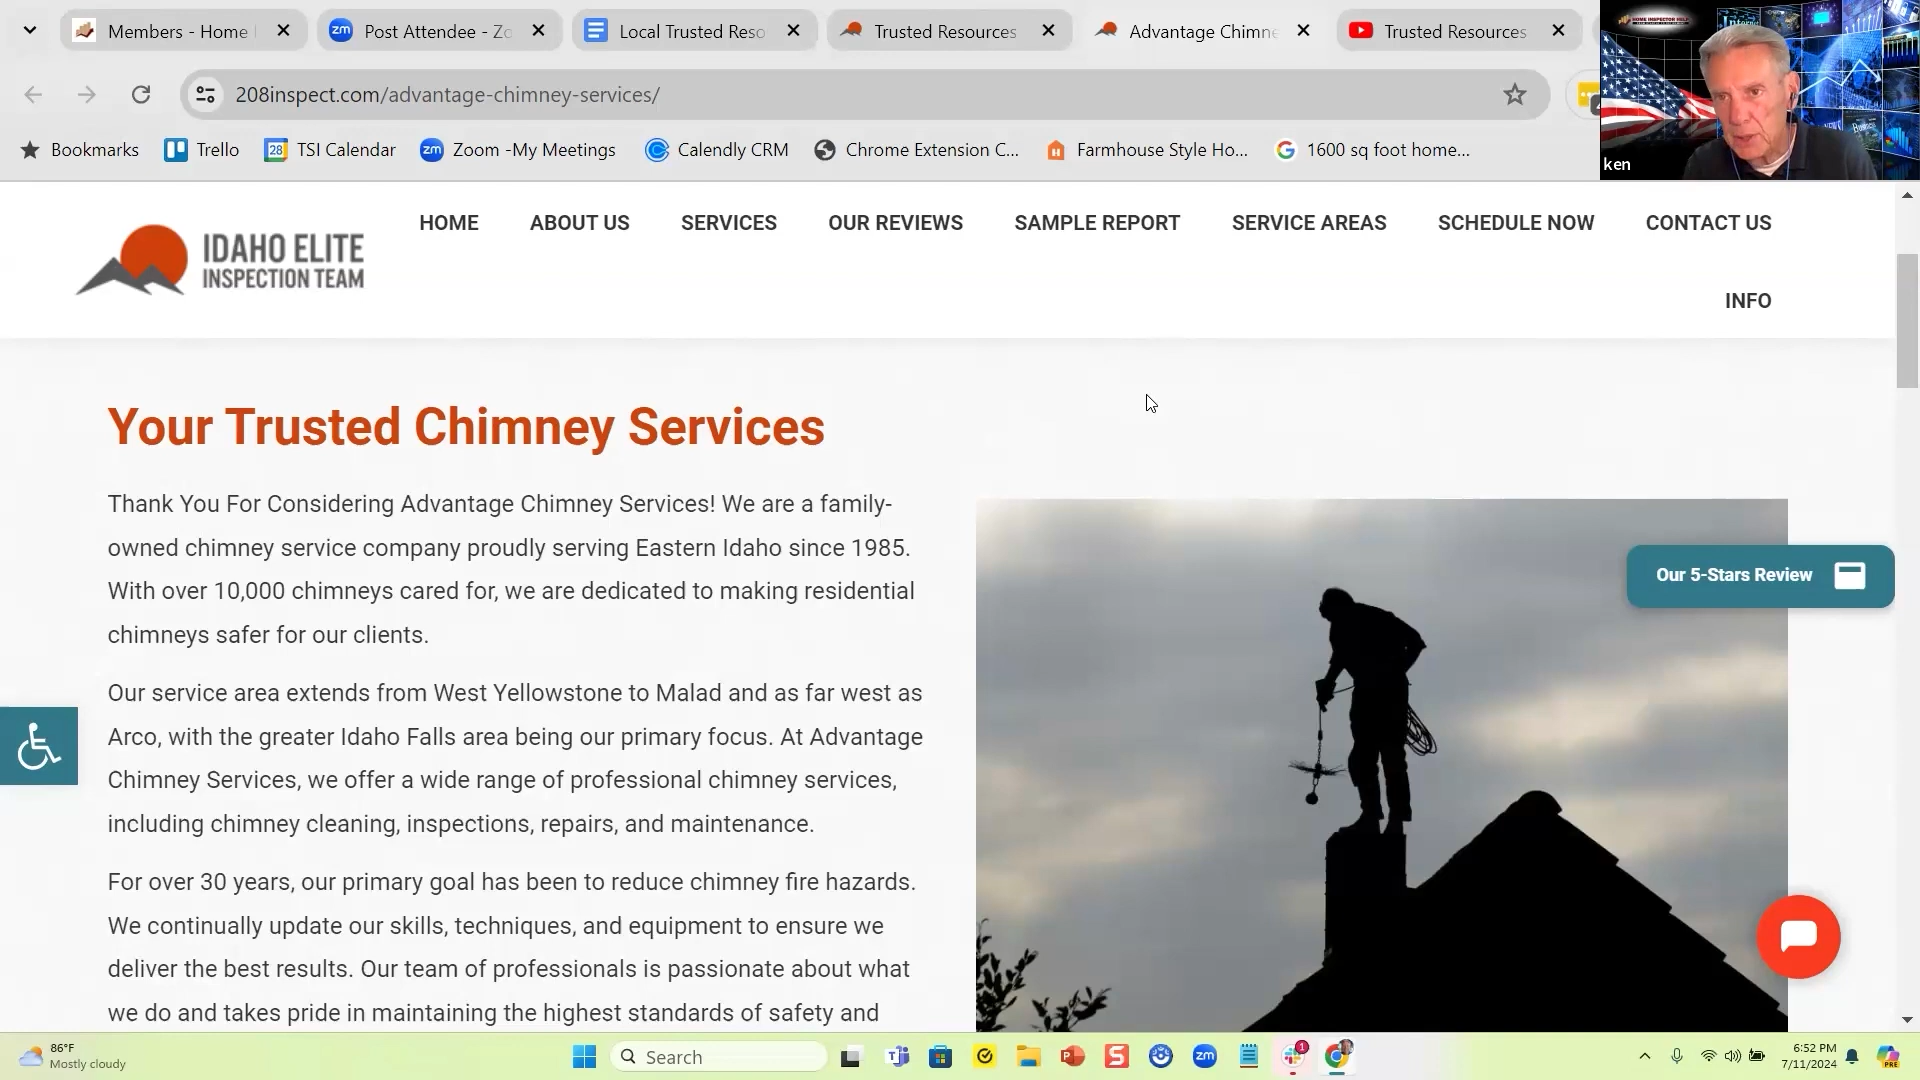 Members - Home
Post Attendee - Zo
Local Trusted Reso
Trusted Resources
Advantage Chimne
Trusted Resources
208inspect.com/advantage-chimney-services/
HOME INSPECTOR HELP
ken
Bookmarks
Trello
28
TSI Calendar
zm
Zoom -My Meetings
Calendly CRM
Chrome Extension C...
Farmhouse Style Ho...
1600 sq foot home...
IDAHO ELITE
INSPECTION TEAM
HOME
ABOUT US
SERVICES
OUR REVIEWS
SAMPLE REPORT
SERVICE AREAS
SCHEDULE NOW
CONTACT US
INFO
Your Trusted Chimney Services
Thank You For Considering Advantage Chimney Services! We are a family-
owned chimney service company proudly serving Eastern Idaho since 1985.
With over 10,000 chimneys cared for, we are dedicated to making residential
chimneys safer for our clients.
Our service area extends from West Yellowstone to Malad and as far west as
Arco, with the greater Idaho Falls area being our primary focus. At Advantage
Chimney Services, we offer a wide range of professional chimney services,
including chimney cleaning, inspections, repairs, and maintenance.
For over 30 years, our primary goal has been to reduce chimney fire hazards.
We continually update our skills, techniques, and equipment to ensure we
deliver the best results. Our team of professionals is passionate about what
we do and takes pride in maintaining the highest standards of safety and
Our 5-Stars Review
86°F
Mostly cloudy
Search
zm
6:52 PM
7/11/2024